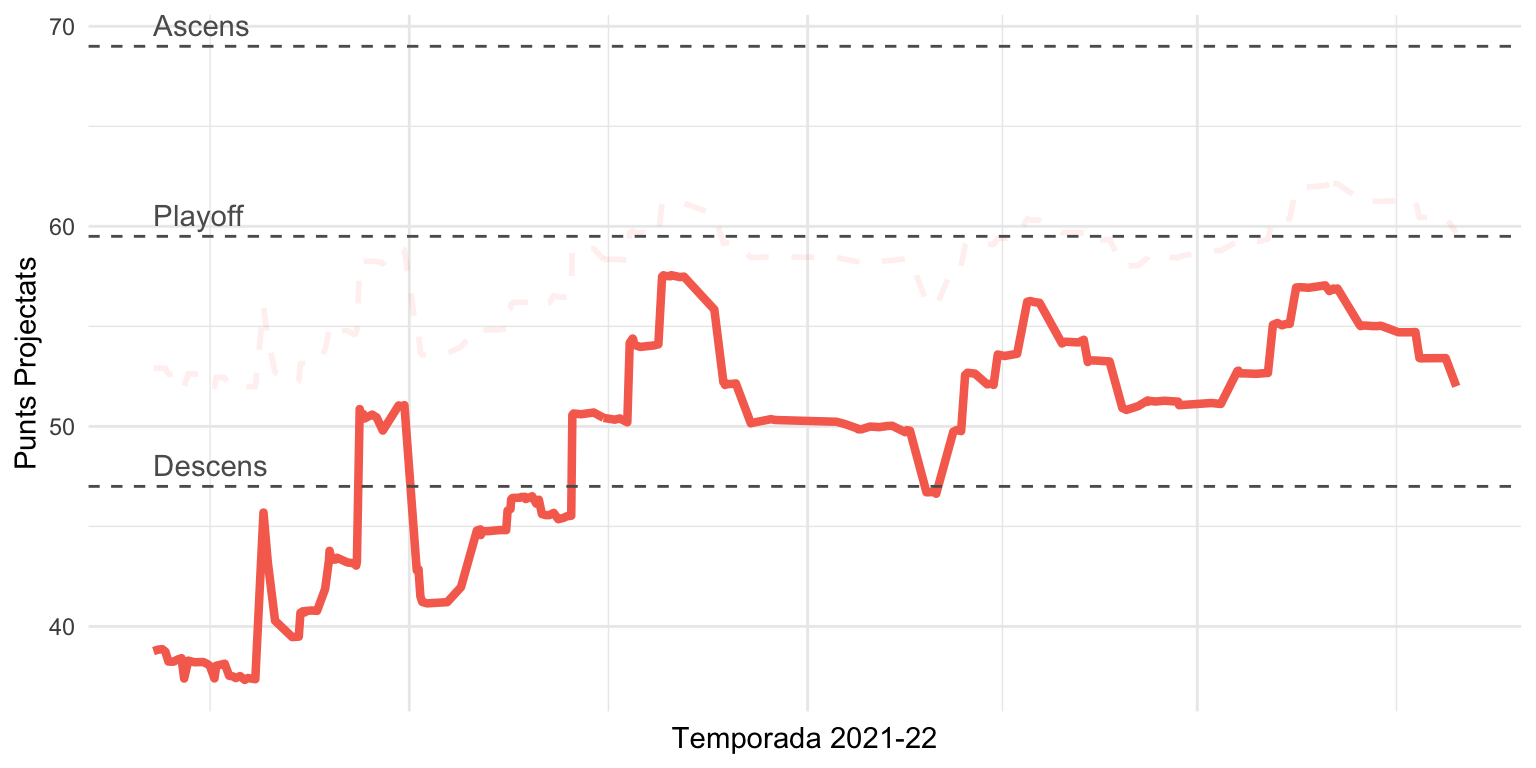 70
Ascens
Playoff
60
Punts Projectats
50
Descens
40
Temporada 2021-22